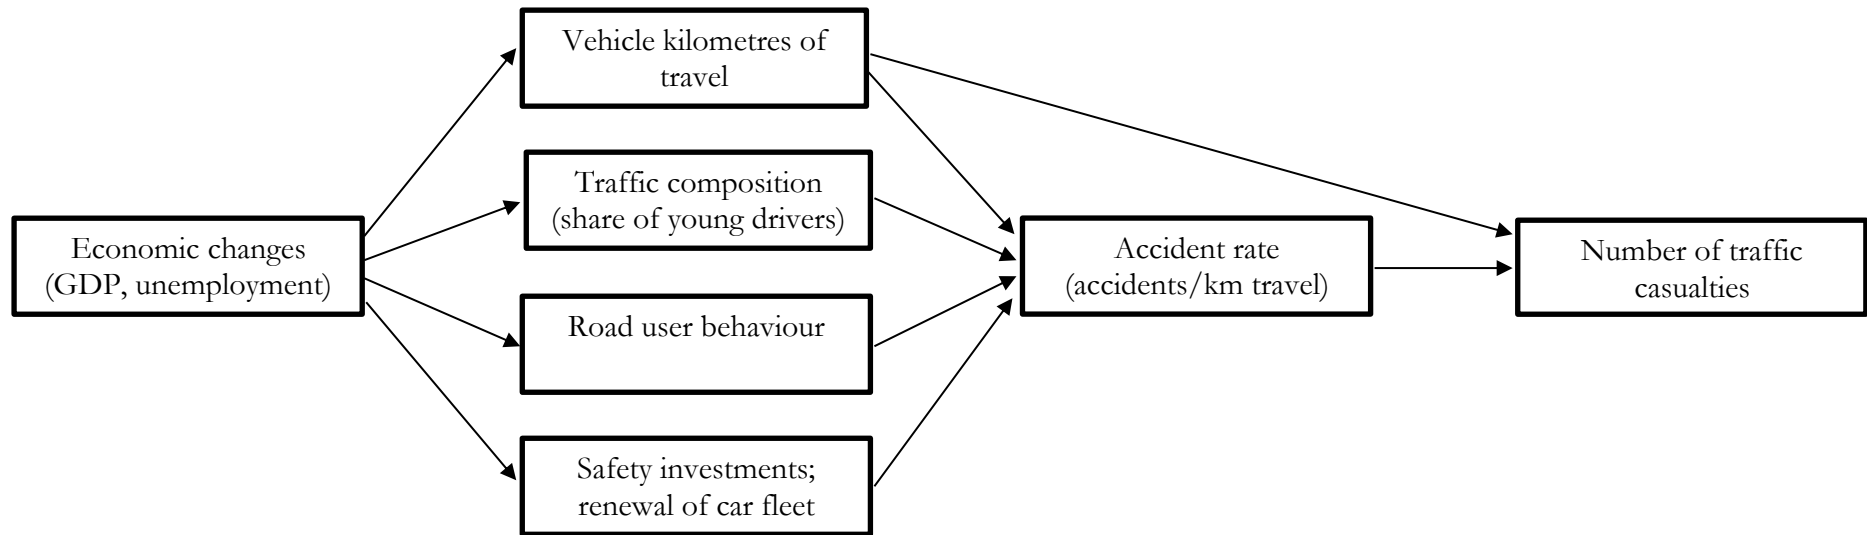 Vehicle kilometres of
travel
Traffic composition
(share of young drivers)
Economic changes
(GDP, unemployment)
Accident rate
(accidents/km travel)
Number of traffic
casualties
Road user behaviour
Safety investments;
renewal of car fleet